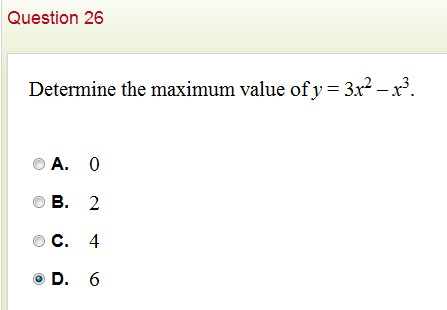 Question 26
Determine the maximum value of y = 3x² – x³.
A. 0
B. 2
C. 4
D. 6